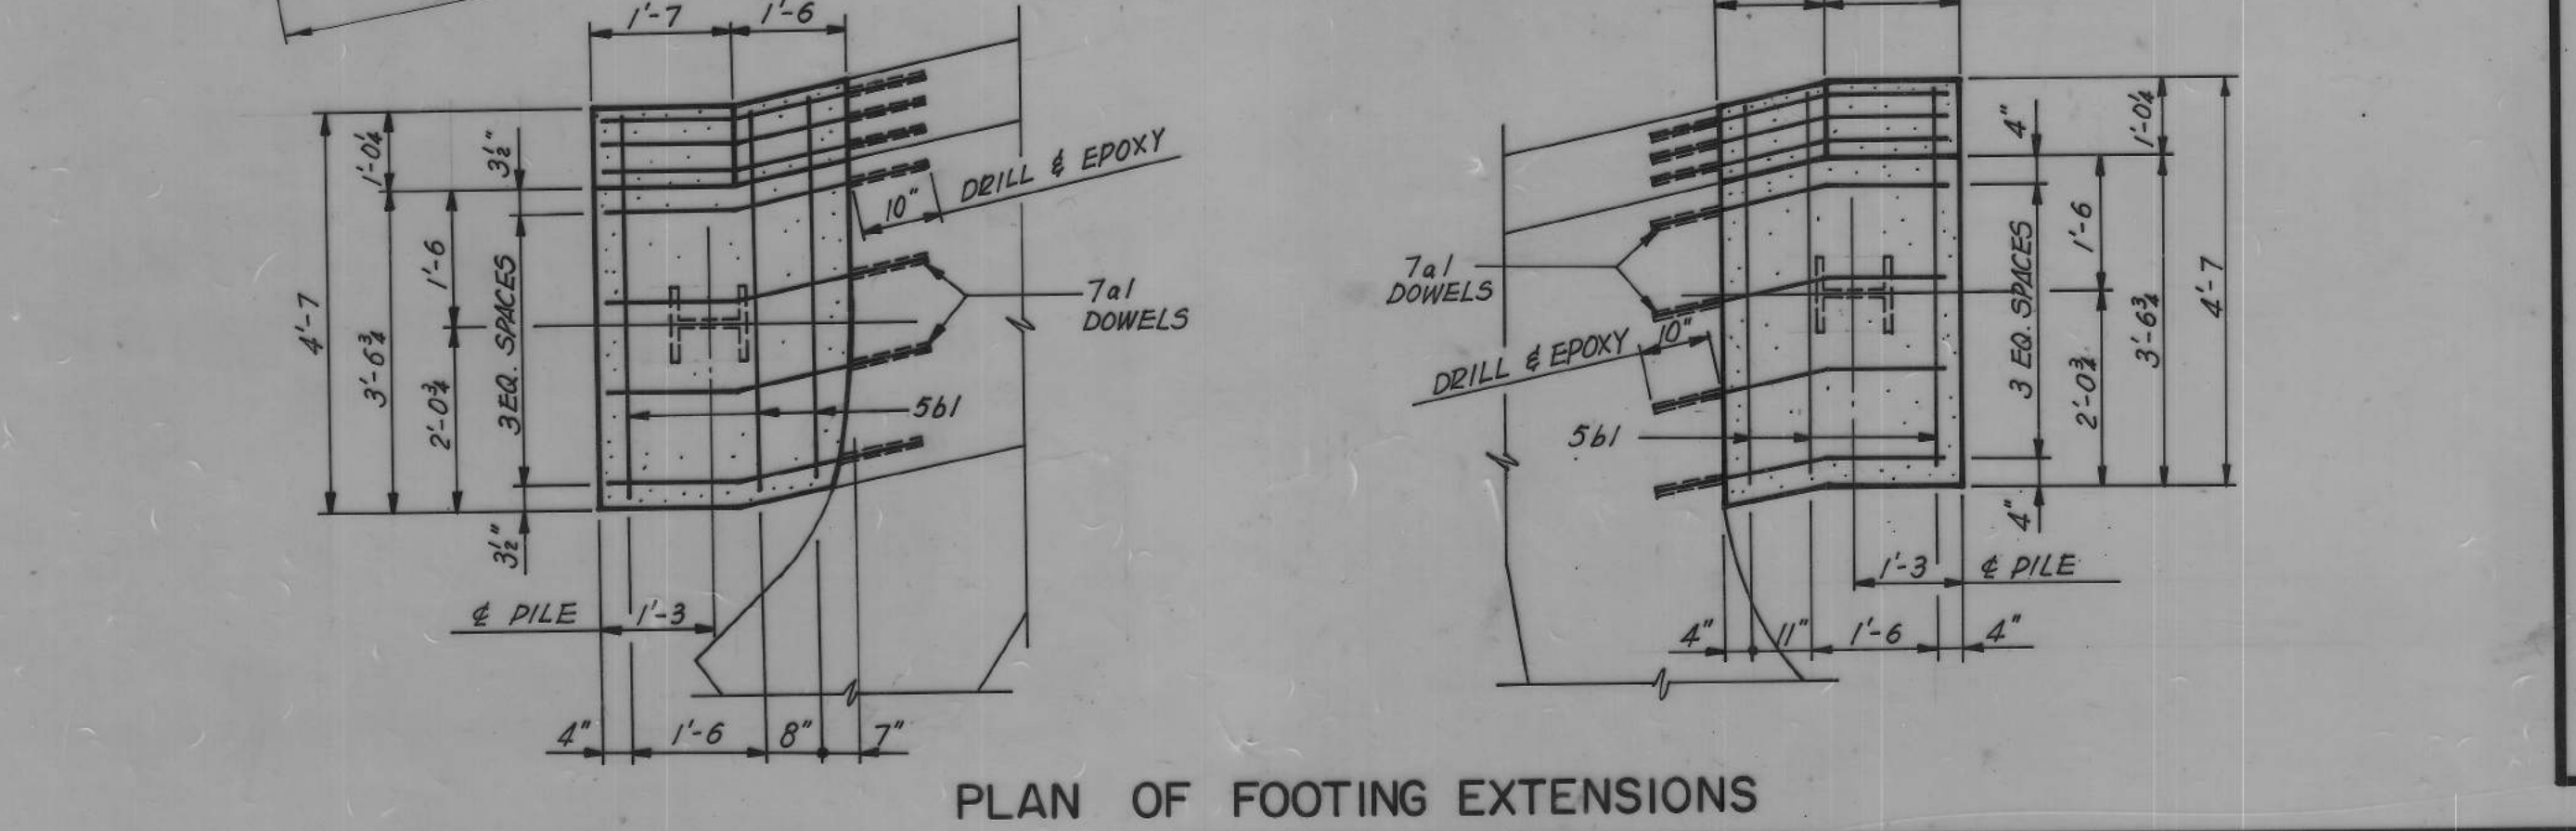 1'-7
1'-6
4'-7
1'-0¼
3'-6¾
1'-6
2'-0¾
3½"
3 EQ. SPACES
3½"
10"
DRILL & EPOXY
7a1
DOWELS
5b1
℄ PILE
1'-3
4"
1'-6
8"
7"
7a1
DOWELS
10"
DRILL & EPOXY
5b1
4"
3 EQ. SPACES
4"
1'-6
2'-0¾
1'-0¼
3'-6¾
4'-7
1'-3
℄ PILE
4"
11"
1'-6
4"
PLAN OF FOOTING EXTENSIONS